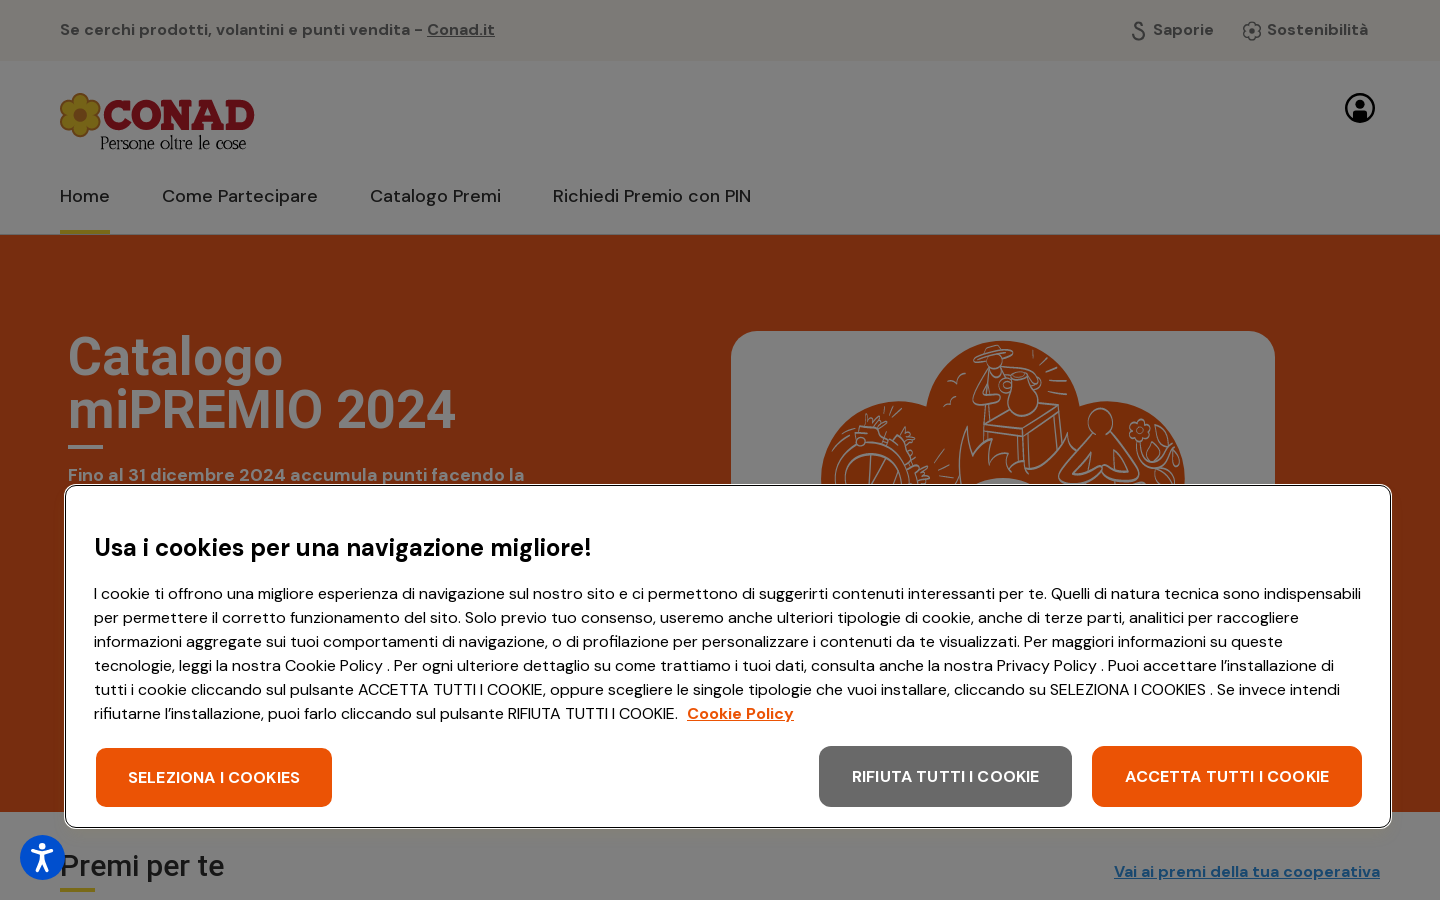 Se cerchi prodotti, volantini e punti vendita - Conad.it
Saporie
Sostenibilità
CONAD
Persone oltre le cose
Home
Come Partecipare
Catalogo Premi
Richiedi Premio con PIN
Catalogo
miPREMIO 2024
Fino al 31 dicembre 2024 accumula punti facendo la
Usa i cookies per una navigazione migliore!
I cookie ti offrono una migliore esperienza di navigazione sul nostro sito e ci permettono di suggerirti contenuti interessanti per te. Quelli di natura tecnica sono indispensabili
per permettere il corretto funzionamento del sito. Solo previo tuo consenso, useremo anche ulteriori tipologie di cookie, anche di terze parti, analitici per raccogliere
informazioni aggregate sui tuoi comportamenti di navigazione, o di profilazione per personalizzare i contenuti da te visualizzati. Per maggiori informazioni su queste
tecnologie, leggi la nostra Cookie Policy . Per ogni ulteriore dettaglio su come trattiamo i tuoi dati, consulta anche la nostra Privacy Policy . Puoi accettare l’installazione di
tutti i cookie cliccando sul pulsante ACCETTA TUTTI I COOKIE, oppure scegliere le singole tipologie che vuoi installare, cliccando su SELEZIONA I COOKIES . Se invece intendi
rifiutarne l’installazione, puoi farlo cliccando sul pulsante RIFIUTA TUTTI I COOKIE. Cookie Policy
SELEZIONA I COOKIES
RIFIUTA TUTTI I COOKIE
ACCETTA TUTTI I COOKIE
Premi per te
Vai ai premi della tua cooperativa